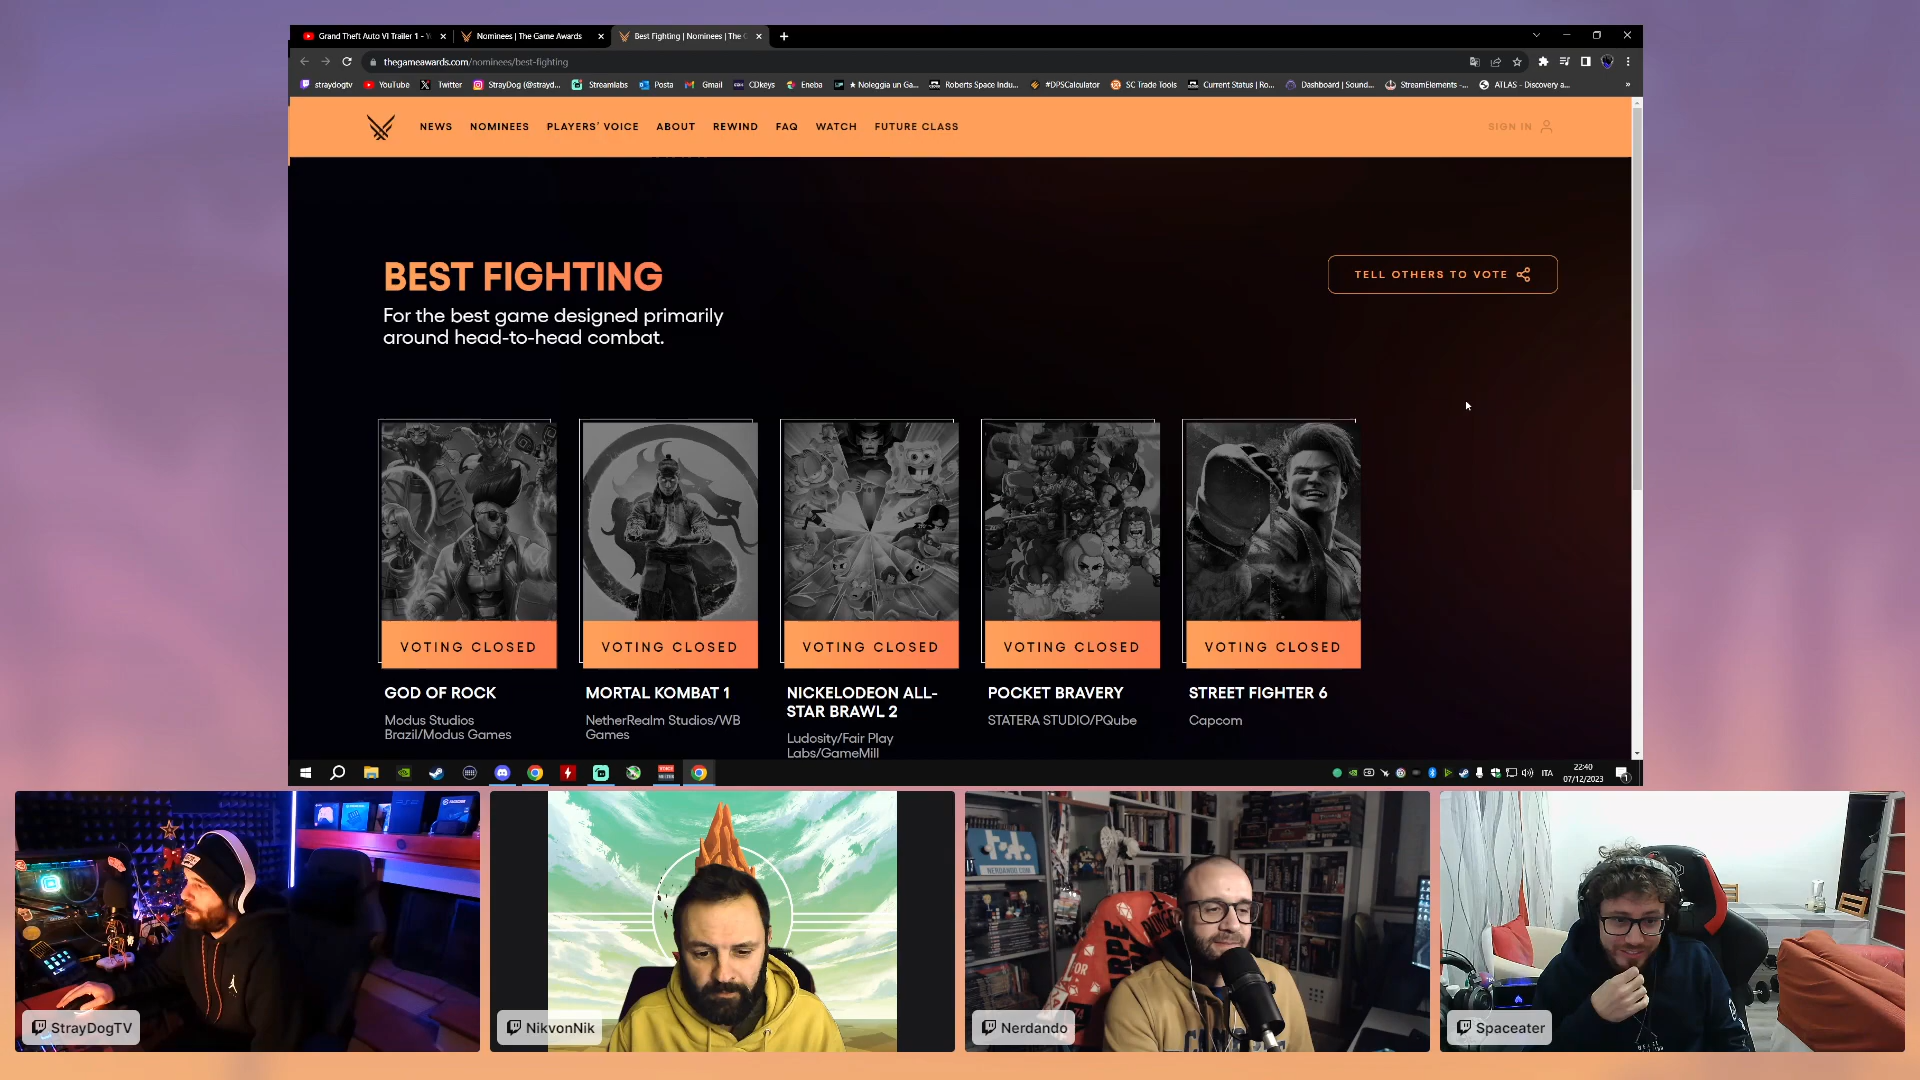 Grand Theft Auto VI Trailer 1 -
Nominees | The Game Awards
Best Fighting | Nominees | The
thegameawards.com/nominees/best-fighting
straydogtv
YouTube
Twitter
StrayDog (@strayd...
Streamlabs
Posta
Gmail
CDkeys
Eneba
★ Noleggia un Ga...
Roberts Space Indu...
#DPSCalculator
SC Trade Tools
Current Status | Ro...
Dashboard | Sound...
StreamElements -...
ATLAS - Discovery a...
»
NEWS
NOMINEES
PLAYERS' VOICE
ABOUT
REWIND
FAQ
WATCH
FUTURE CLASS
SIGN IN
BEST FIGHTING
For the best game designed primarily
around head-to-head combat.
TELL OTHERS TO VOTE
VOTING CLOSED
VOTING CLOSED
VOTING CLOSED
VOTING CLOSED
VOTING CLOSED
GOD OF ROCK
Modus Studios
Brazil/Modus Games
MORTAL KOMBAT 1
NetherRealm Studios/WB
Games
NICKELODEON ALL-
STAR BRAWL 2
Ludosity/Fair Play
Labs/GameMill
POCKET BRAVERY
STATERA STUDIO/PQube
STREET FIGHTER 6
Capcom
ITA
22:40
07/12/2023
StrayDogTV
NikvonNik
Nerdando
Spaceater